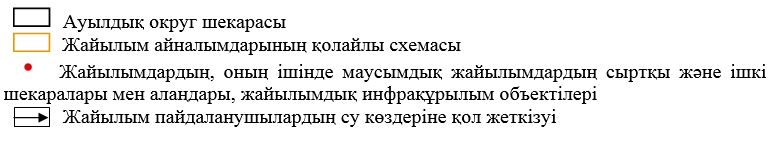 Ауылдық округ шекарасы
Жайылым айналымдарының қолайлы схемасы
Жайылымдардың, оның ішінде маусымдық жайылымдардың сыртқы және ішкі
шекаралары мен алаңдары, жайылымдық инфрақұрылым объектілері
Жайылым пайдаланушылардың су көздеріне қол жеткізуі